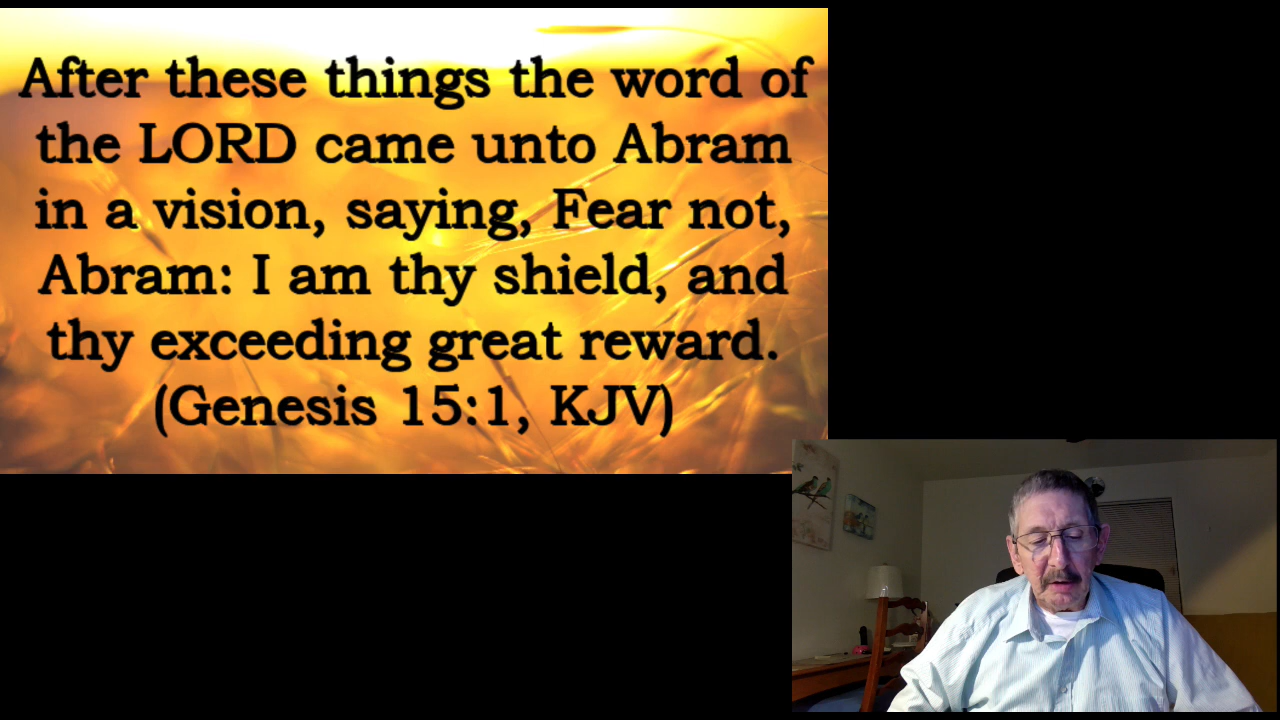 After these things the word of
the LORD came unto Abram
in a vision, saying, Fear not,
Abram: I am thy shield, and
thy exceeding great reward.
(Genesis 15:1, KJV)